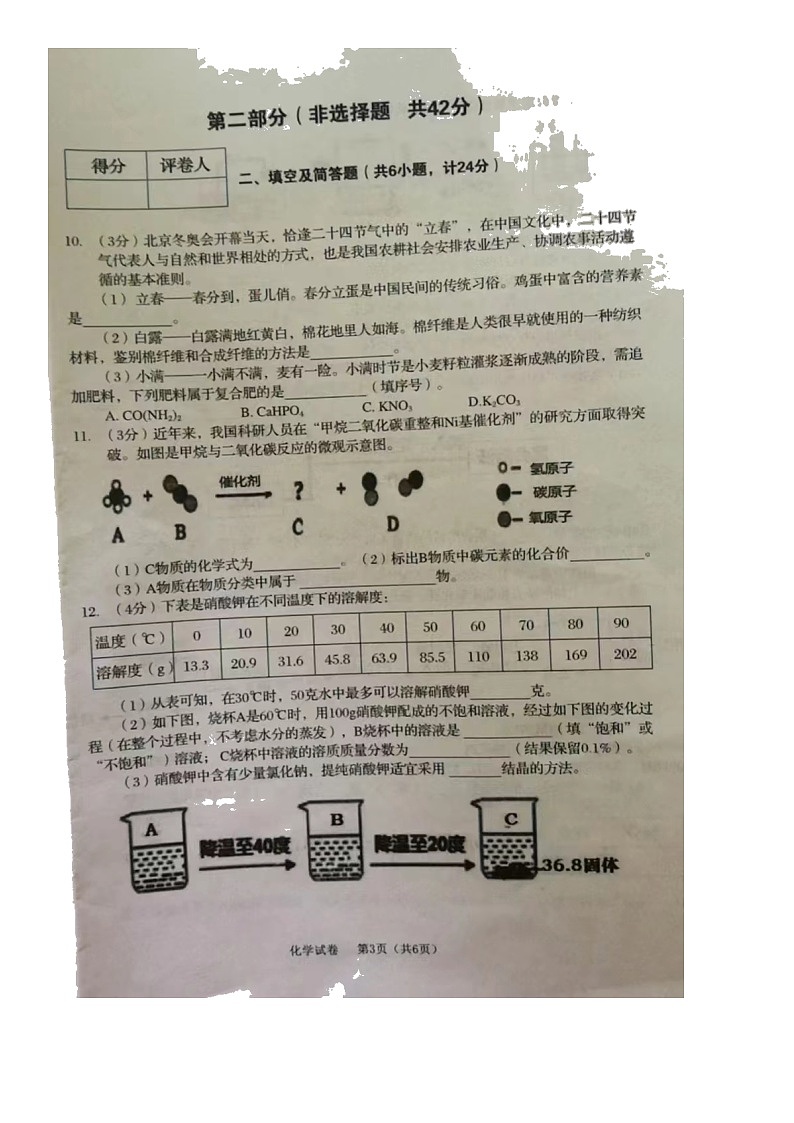 第二部分（非选择题 共42分）
得分 评卷人
二、填空及简答题（共6小题，计24分）
10. （3分）北京冬奥会开幕当天，恰逢二十四节气中的“立春”，在中国文化中，二十四节
气代表人与自然和世界相处的方式，也是我国农耕社会安排农业生产、协调农事活动遵
循的基本准则。
（1） 立春——春分到，蛋儿俏。春分立蛋是中国民间的传统习俗。鸡蛋中富含的营养素
是__________。
（2）白露——白露满地红黄白，棉花地里人如海。棉纤维是人类很早就使用的一种纺织
材料，鉴别棉纤维和合成纤维的方法是__________。
（3）小满——一小满不满，麦有一险。小满时节是小麦籽粒灌浆逐渐成熟的阶段，需追
加肥料，下列肥料属于复合肥的是__________（填序号）。
A. CO(NH₂)₂ B. CaHPO₄ C. KNO₃ D.K₂CO₃
11. （3分）近年来，我国科研人员在“甲烷二氧化碳重整和Ni基催化剂”的研究方面取得突
破。如图是甲烷与二氧化碳反应的微观示意图。
+ 催化剂 ? +
A B C D
氢原子
碳原子
氧原子
（1）C物质的化学式为__________。（2）标出B物质中碳元素的化合价__________。
（3）A物质在物质分类中属于__________物。
12. （4分）下表是硝酸钾在不同温度下的溶解度：
温度（℃） 0 10 20 30 40 50 60 70 80 90
溶解度（g） 13.3 20.9 31.6 45.8 63.9 85.5 110 138 169 202
（1）从表可知，在30℃时，50克水中最多可以溶解硝酸钾________克。
（2）如下图，烧杯A是60℃时，用100g硝酸钾配成的不饱和溶液，经过如下图的变化过
程（在整个过程中，不考虑水分的蒸发），B烧杯中的溶液是__________（填“饱和”或
“不饱和”）溶液； C烧杯中溶液的溶质质量分数为__________（结果保留0.1%）。
（3）硝酸钾中含有少量氯化钠，提纯硝酸钾适宜采用_______结晶的方法。
A 降温至40度 B 降温至20度 C 36.8固体
化学试卷 第3页（共6页）